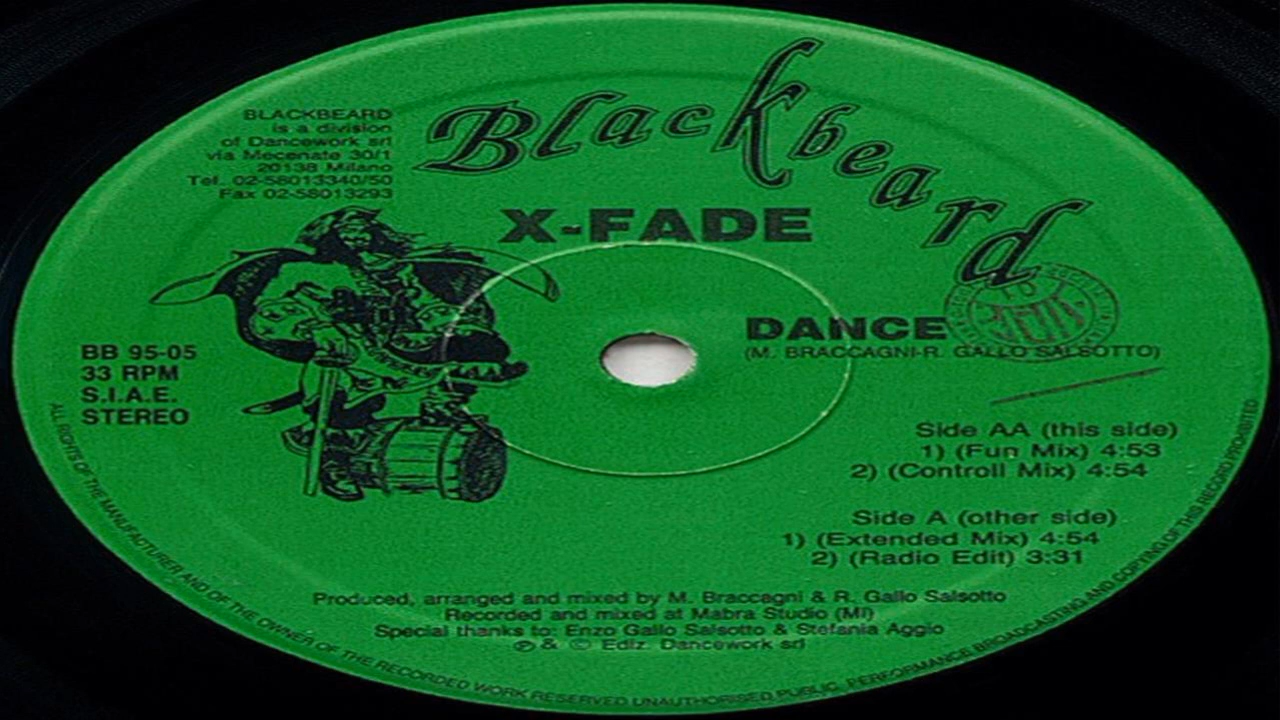 Blackbeard
BLACKBEARD
is a division
of Dancework srl
via Mecenate 30/1
20138 Milano
Tel. 02-58013340/50
Fax 02-58013293
X-FADE
DANCE
(M. BRACCAGNI-R. GALLO SALSOTTO)
BB 95-05
33 RPM
S.I.A.E.
STEREO
Side AA (this side)
1) (Fun Mix) 4:53
2) (Controll Mix) 4:54
Side A (other side)
1) (Extended Mix) 4:54
2) (Radio Edit) 3:31
Produced, arranged and mixed by M. Braccagni & R. Gallo Salsotto
Recorded and mixed at Mabra Studio (MI)
Special thanks to: Enzo Gallo Salsotto & Stefania Aggio
℗ & © Ediz. Dancework srl
ALL RIGHTS OF THE MANUFACTURER AND OF THE OWNER OF THE RECORDED WORK RESERVED UNAUTHORISED PUBLIC, PERFORMANCE BROADCASTING AND COPYING OF THIS RECORD PROHIBITED